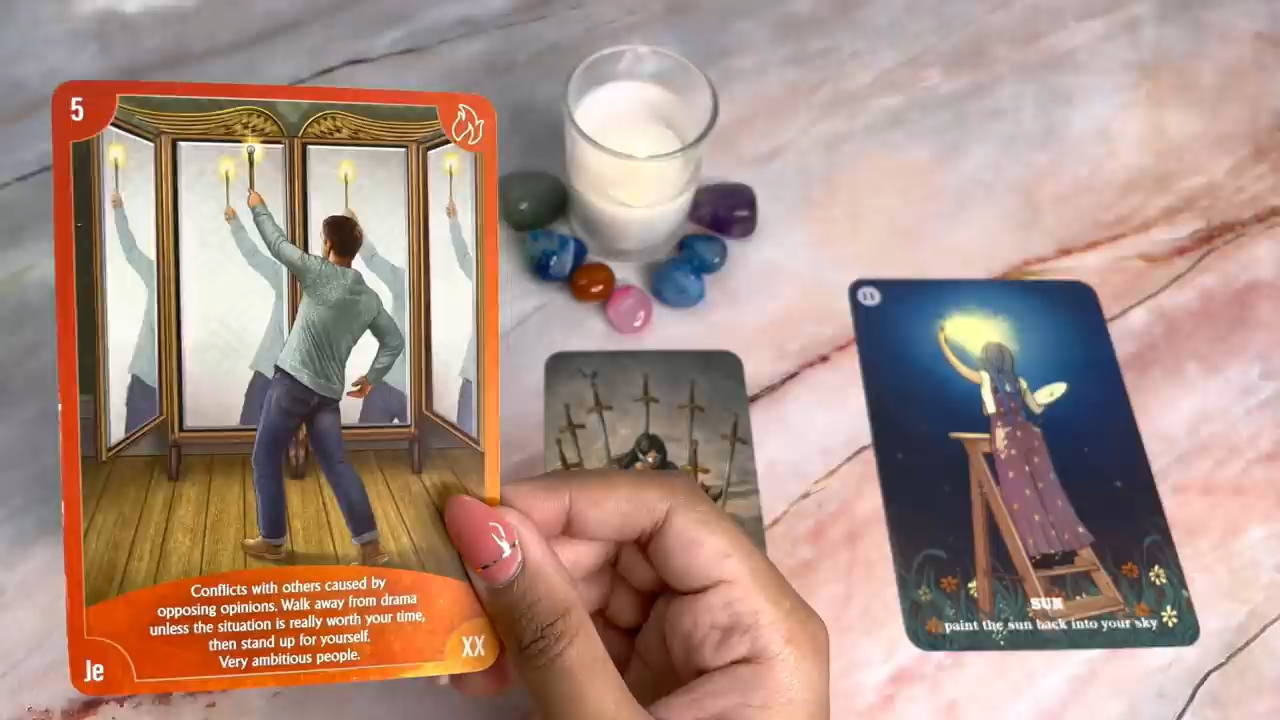 5
Conflicts with others caused by
opposing opinions. Walk away from drama
unless the situation is really worth your time,
then stand up for yourself.
Very ambitious people.
Je
XX
11
SUN
paint the sun back into your sky